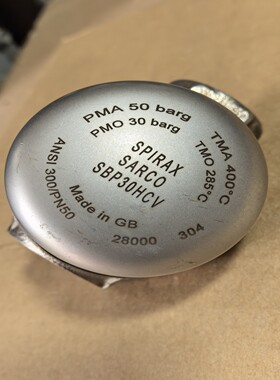 PMA 50 barg
PMO 30 barg
SPIRAX
SARCO
SBP30HCV
TMA 400°C
TMO 285°C
ANSI 300/PN50
Made in GB
28000
304